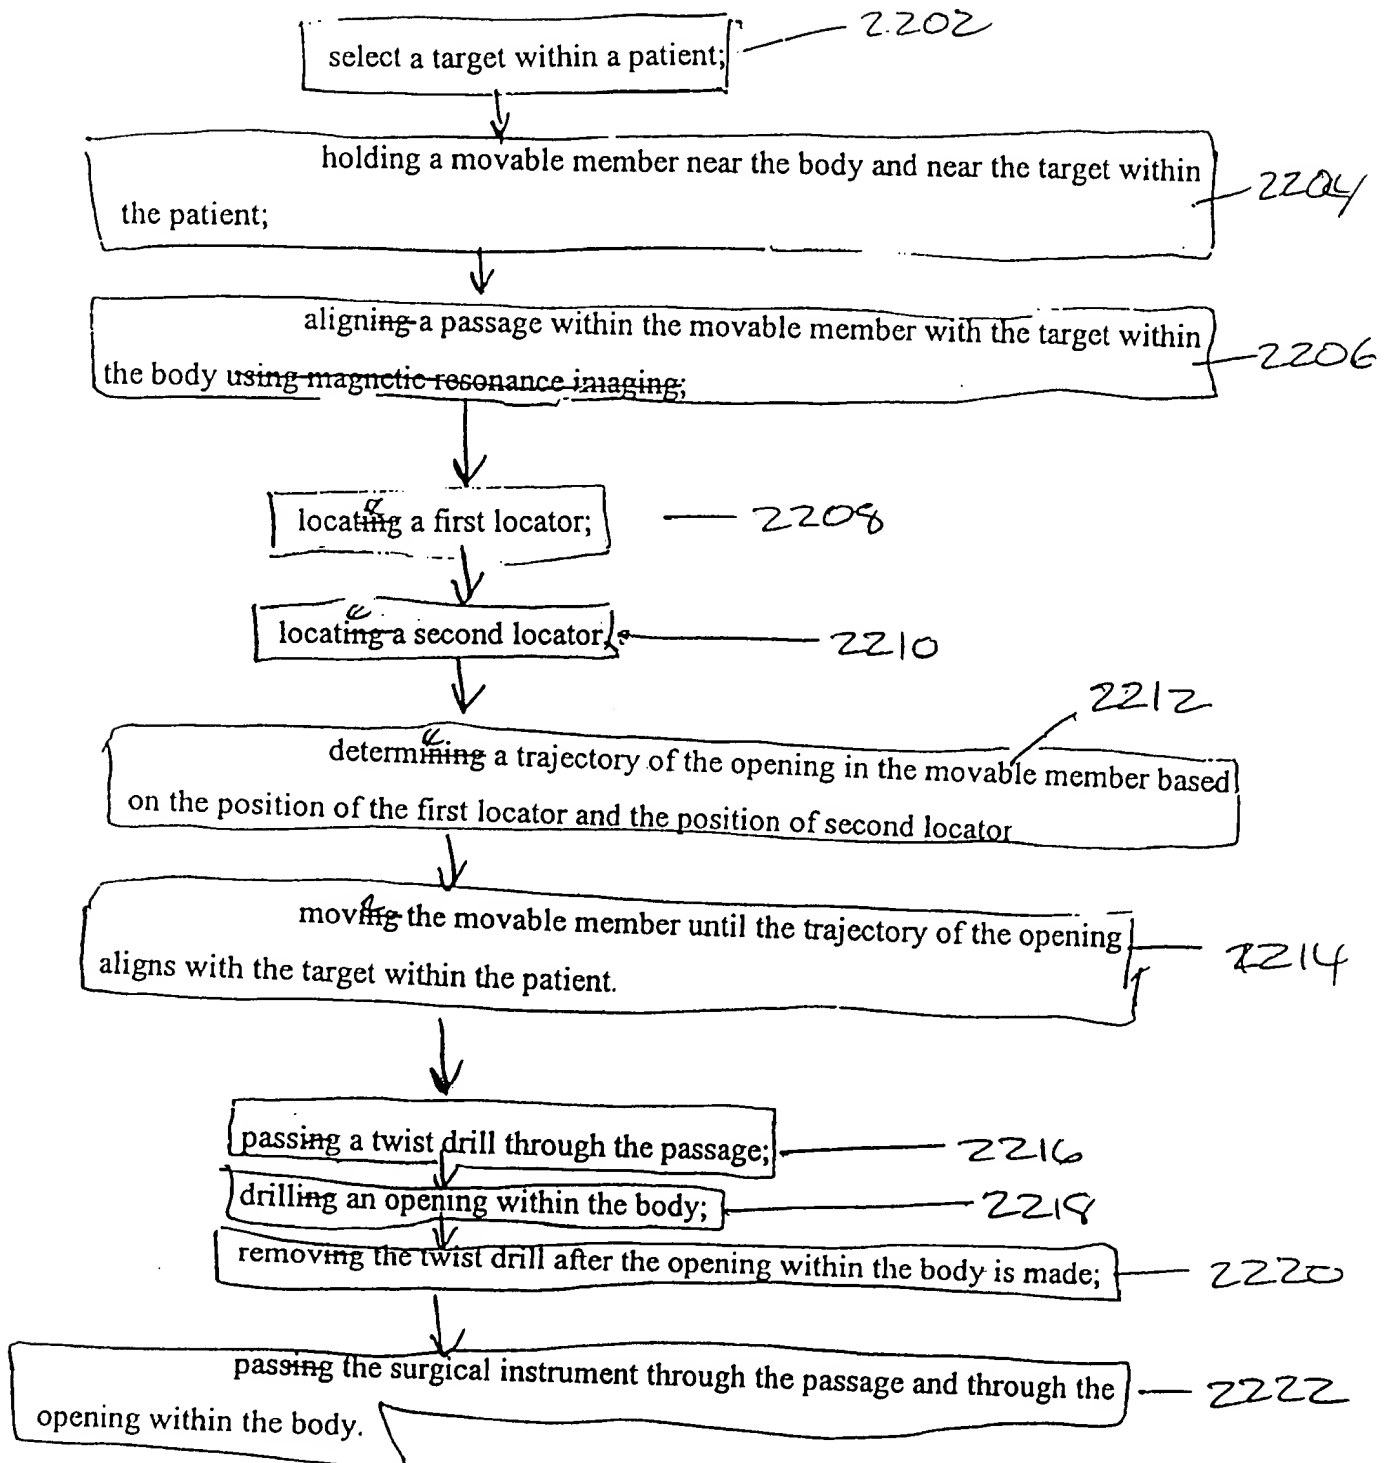 select a target within a patient; 2202
holding a movable member near the body and near the target within
the patient; 2204
aligning a passage within the movable member with the target within
the body using magnetic resonance imaging; 2206
locating a first locator; 2208
locating a second locator; 2210
2212
determining a trajectory of the opening in the movable member based
on the position of the first locator and the position of second locator
moving the movable member until the trajectory of the opening
aligns with the target within the patient. 2214
passing a twist drill through the passage; 2216
drilling an opening within the body; 2218
removing the twist drill after the opening within the body is made; 2220
passing the surgical instrument through the passage and through the
opening within the body. 2222